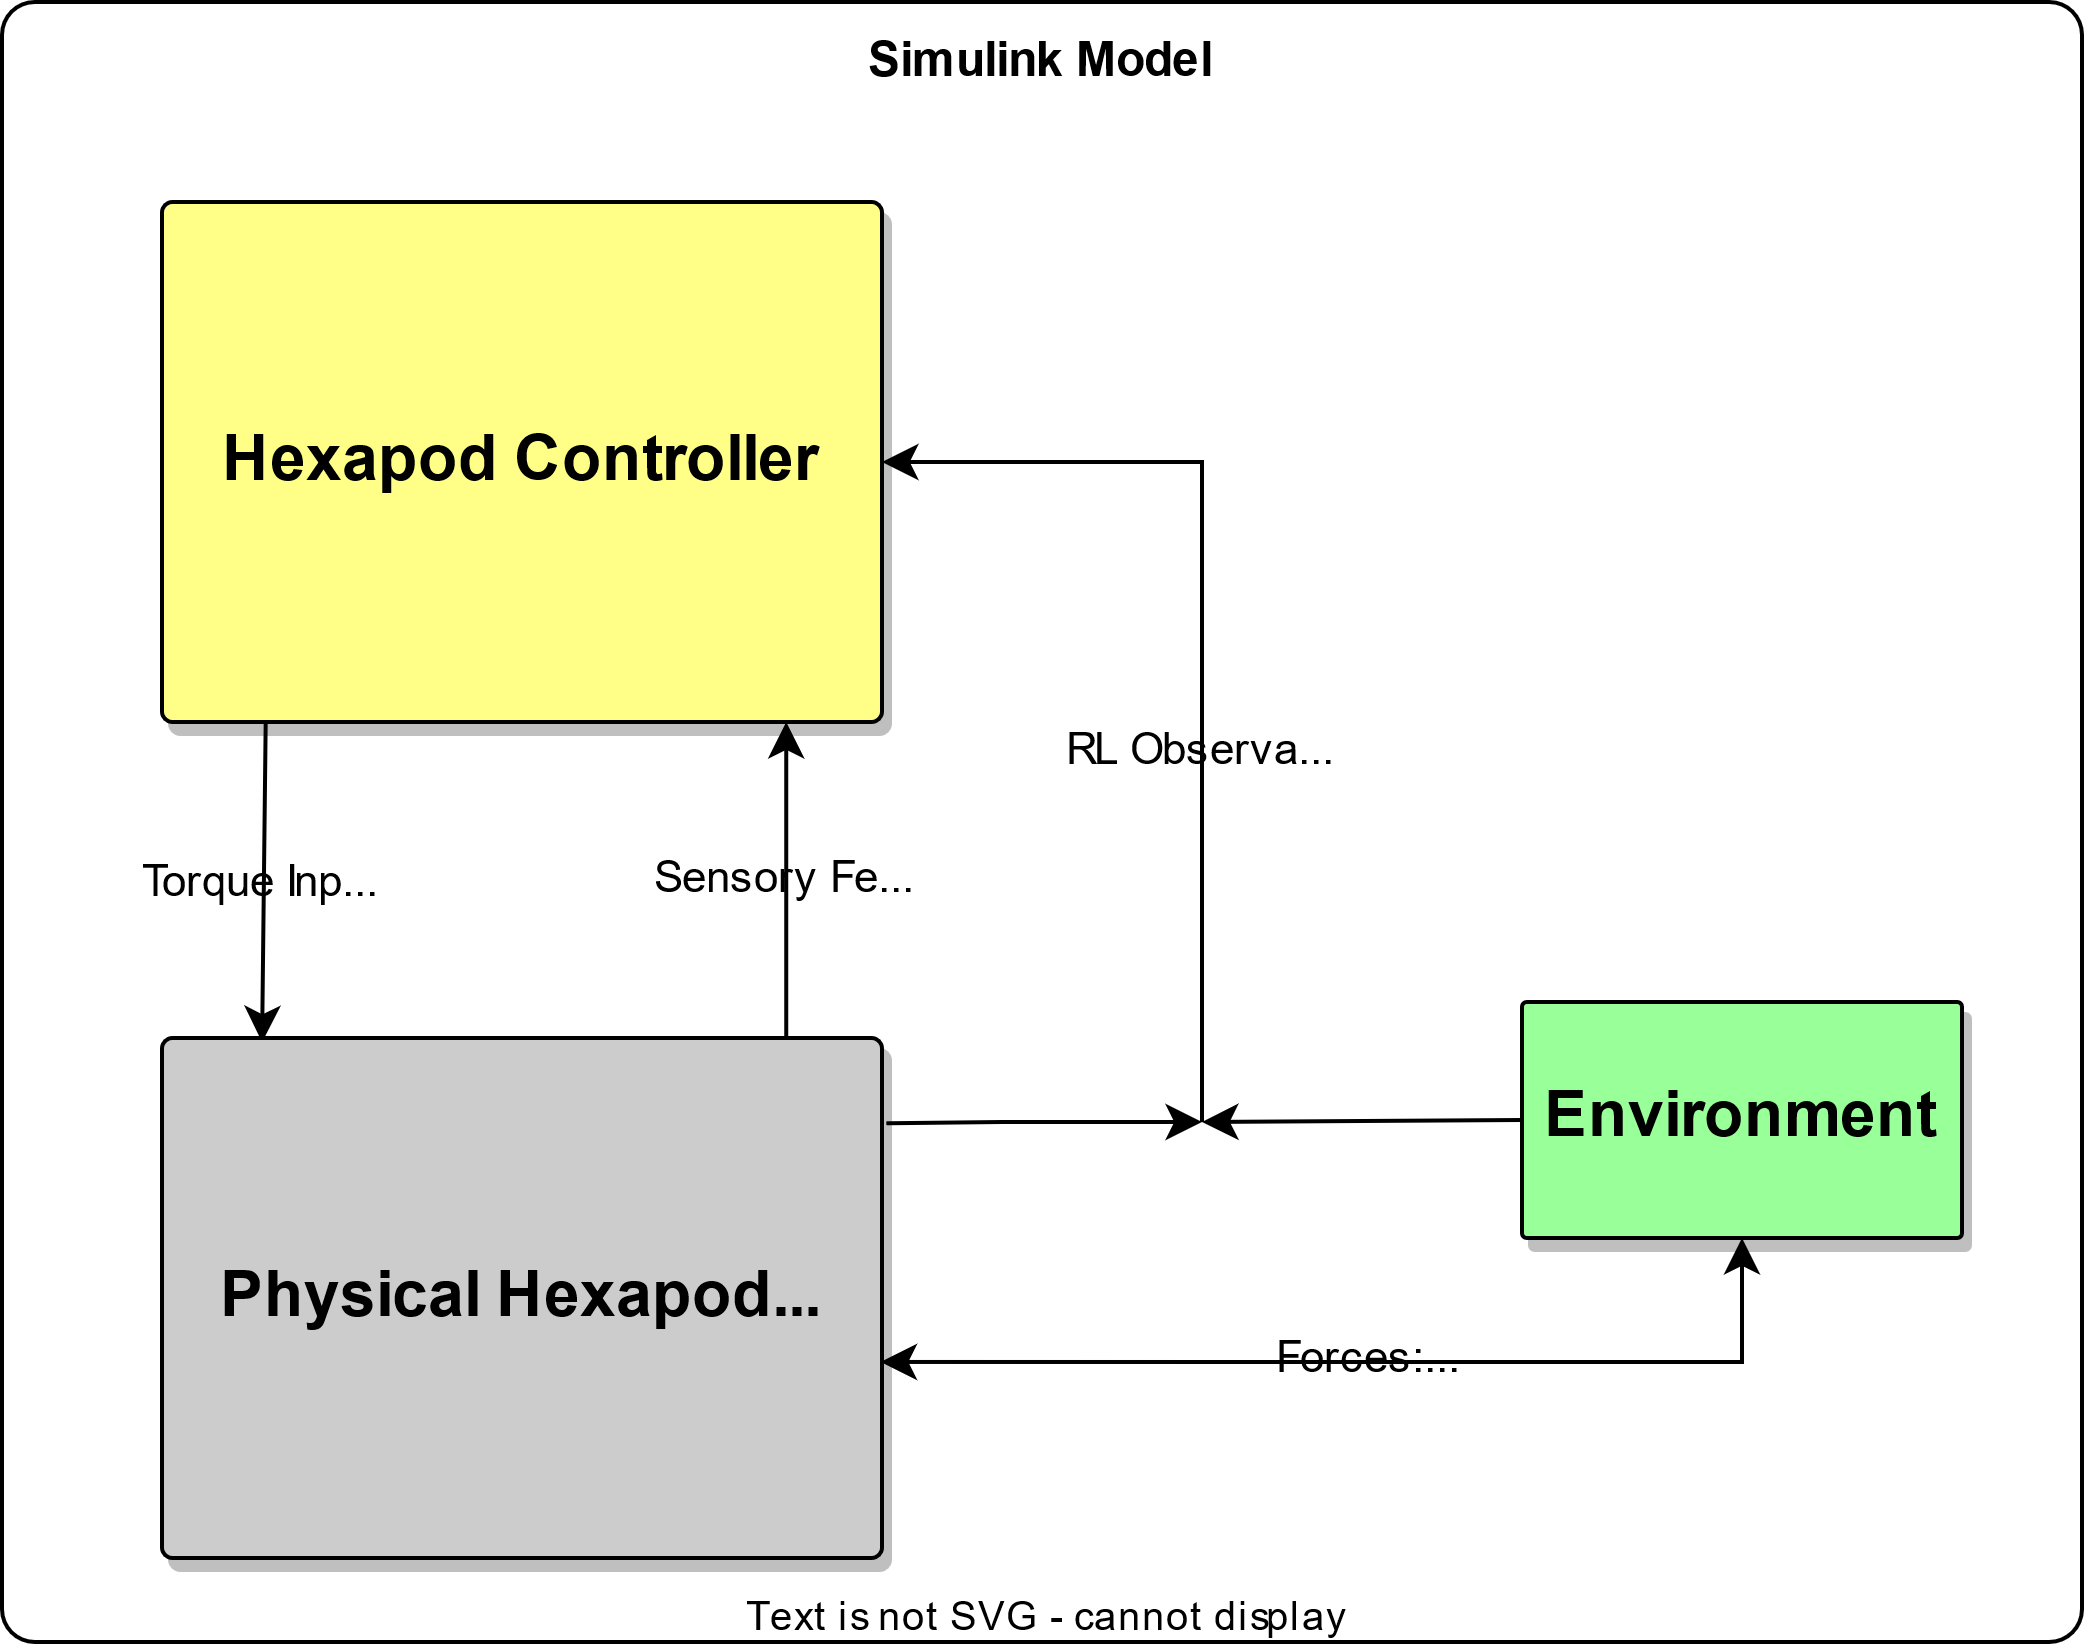 Simulink Model
Hexapod Controller
RL Observa...
Torque Inp...
Sensory Fe...
Environment
Physical Hexapod...
Forces:...
Text is not SVG - cannot display